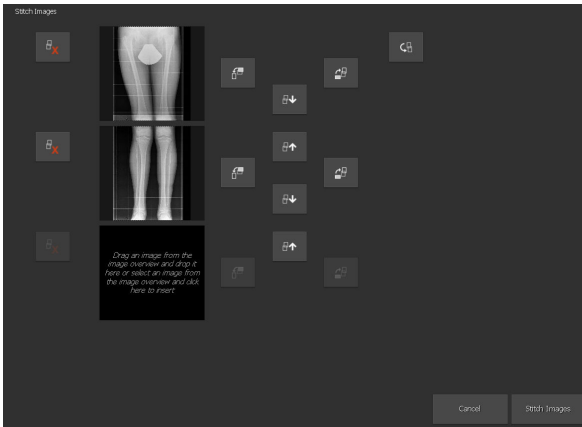 Stitch Images
Drag an image from the
image overview and drop it
here or select an image from
the image overview and click
here to insert
Cancel
Stitch Images